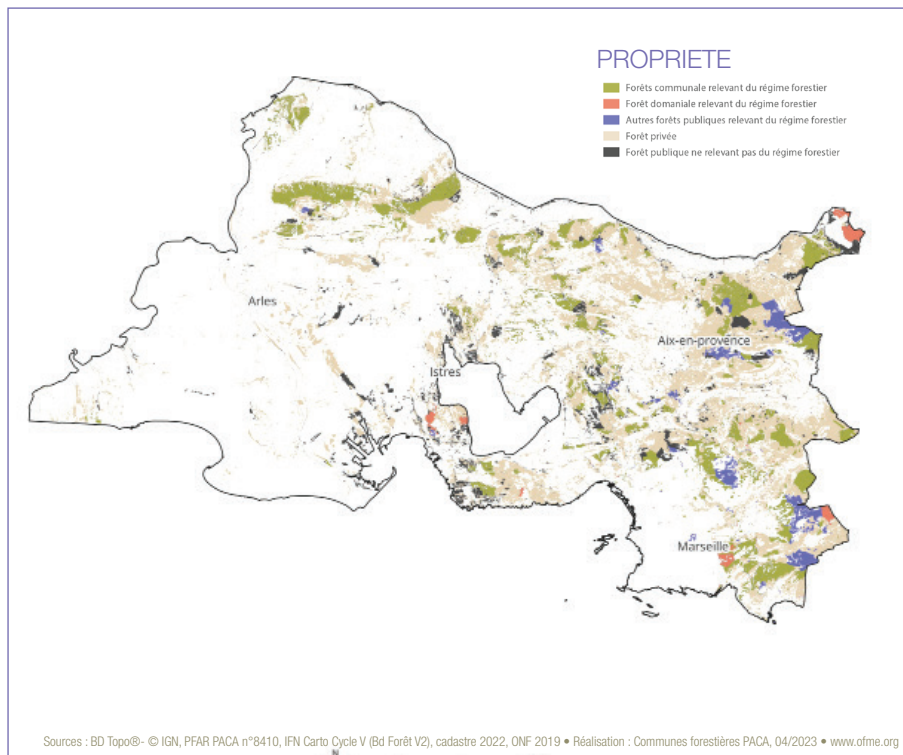 PROPRIETE
Forêts communale relevant du régime forestier
Forêt domaniale relevant du régime forestier
Autres forêts publiques relevant du régime forestier
Forêt privée
Forêt publique ne relevant pas du régime forestier
Arles
Aix-en-provence
Istres
Marseille
Sources : BD Topo®- © IGN, PFAR PACA n°8410, IFN Carto Cycle V (Bd Forêt V2), cadastre 2022, ONF 2019 • Réalisation : Communes forestières PACA, 04/2023 • www.ofme.org
N